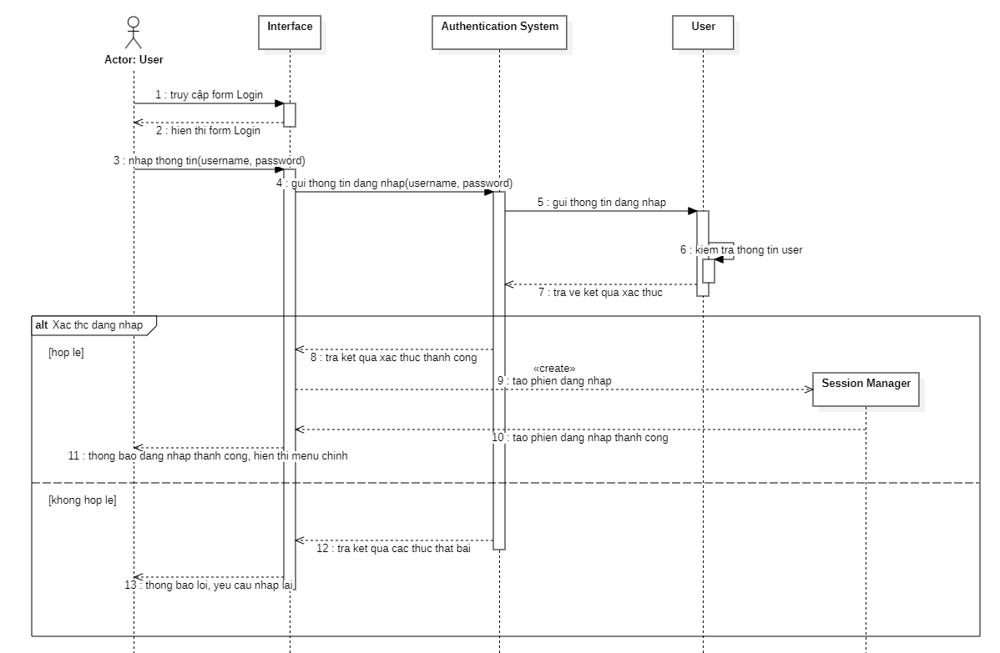 Interface
Authentication System
User
Actor: User
1 : truy cập form Login
2 : hien thi form Login
3 : nhap thong tin(username, password)
4 : gui thong tin dang nhap(username, password)
5 : gui thong tin dang nhap
6 : kiem tra thong tin user
7 : tra ve ket qua xac thuc
alt Xac thc dang nhap
[hop le]
8 : tra ket qua xac thuc thanh cong
«create»
9 : tao phien dang nhap
Session Manager
10 : tao phien dang nhap thanh cong
11 : thong bao dang nhap thanh cong, hien thi menu chinh
[khong hop le]
12 : tra ket qua cac thuc that bai
13 : thong bao loi, yeu cau nhap lai